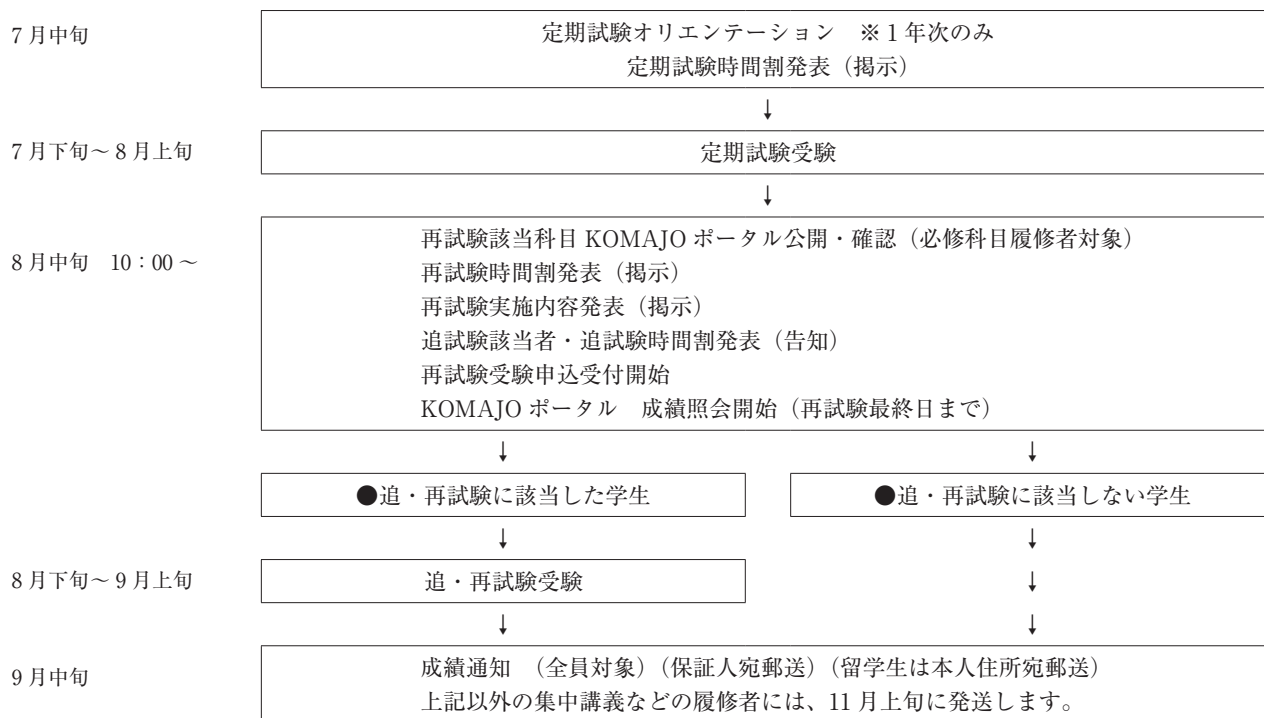 7月中旬
定期試験オリエンテーション　※1年次のみ
定期試験時間割発表（掲示）
↓
7月下旬～8月上旬
定期試験受験
↓
8月中旬　10：00～
再試験該当科目 KOMAJO ポータル公開・確認（必修科目履修者対象）
再試験時間割発表（掲示）
再試験実施内容発表（掲示）
追試験該当者・追試験時間割発表（告知）
再試験受験申込受付開始
KOMAJO ポータル　成績照会開始（再試験最終日まで）
↓　↓
●追・再試験に該当した学生
●追・再試験に該当しない学生
↓　↓
8月下旬～9月上旬
追・再試験受験
↓
↓　↓
9月中旬
成績通知　（全員対象）（保証人宛郵送）（留学生は本人住所宛郵送）
上記以外の集中講義などの履修者には、11月上旬に発送します。